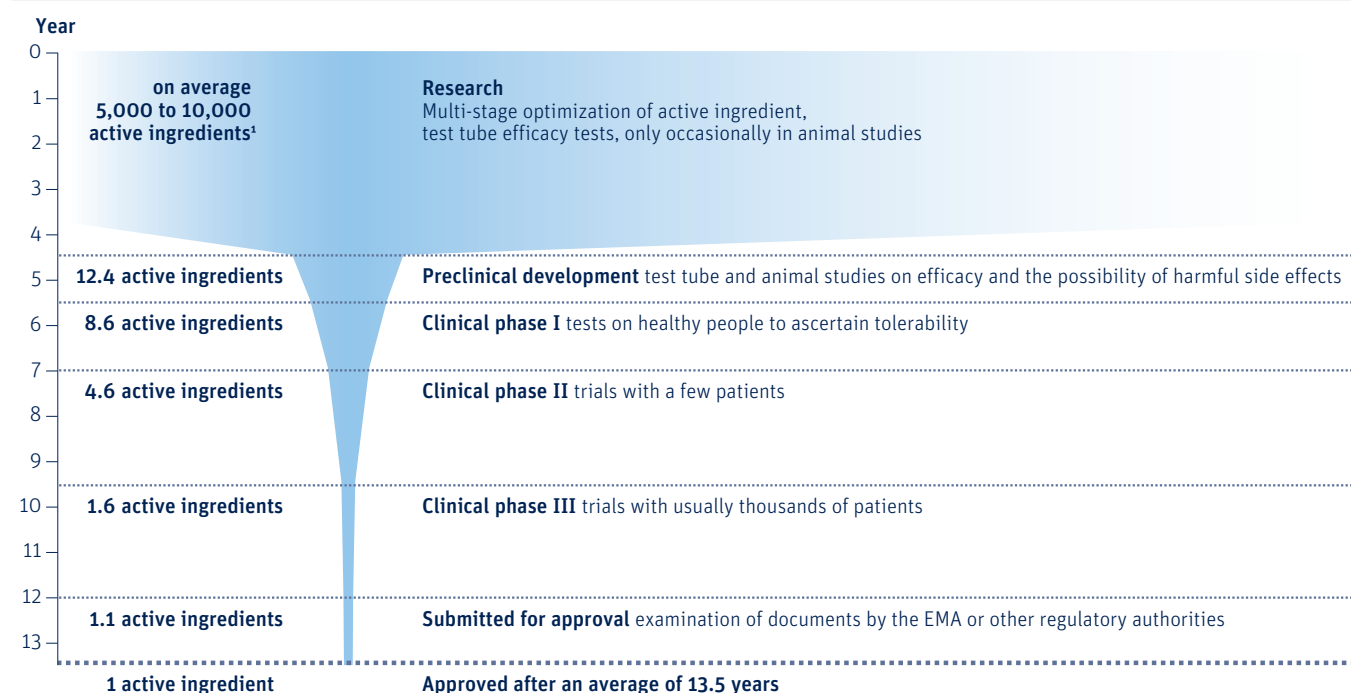 Year
0
on average
5,000 to 10,000
active ingredients¹
Research
Multi-stage optimization of active ingredient,
test tube efficacy tests, only occasionally in animal studies
1
2
3
4
12.4 active ingredients
Preclinical development test tube and animal studies on efficacy and the possibility of harmful side effects
5
8.6 active ingredients
Clinical phase I tests on healthy people to ascertain tolerability
6
7
4.6 active ingredients
Clinical phase II trials with a few patients
8
9
10
1.6 active ingredients
Clinical phase III trials with usually thousands of patients
11
12
1.1 active ingredients
Submitted for approval examination of documents by the EMA or other regulatory authorities
13
1 active ingredient
Approved after an average of 13.5 years